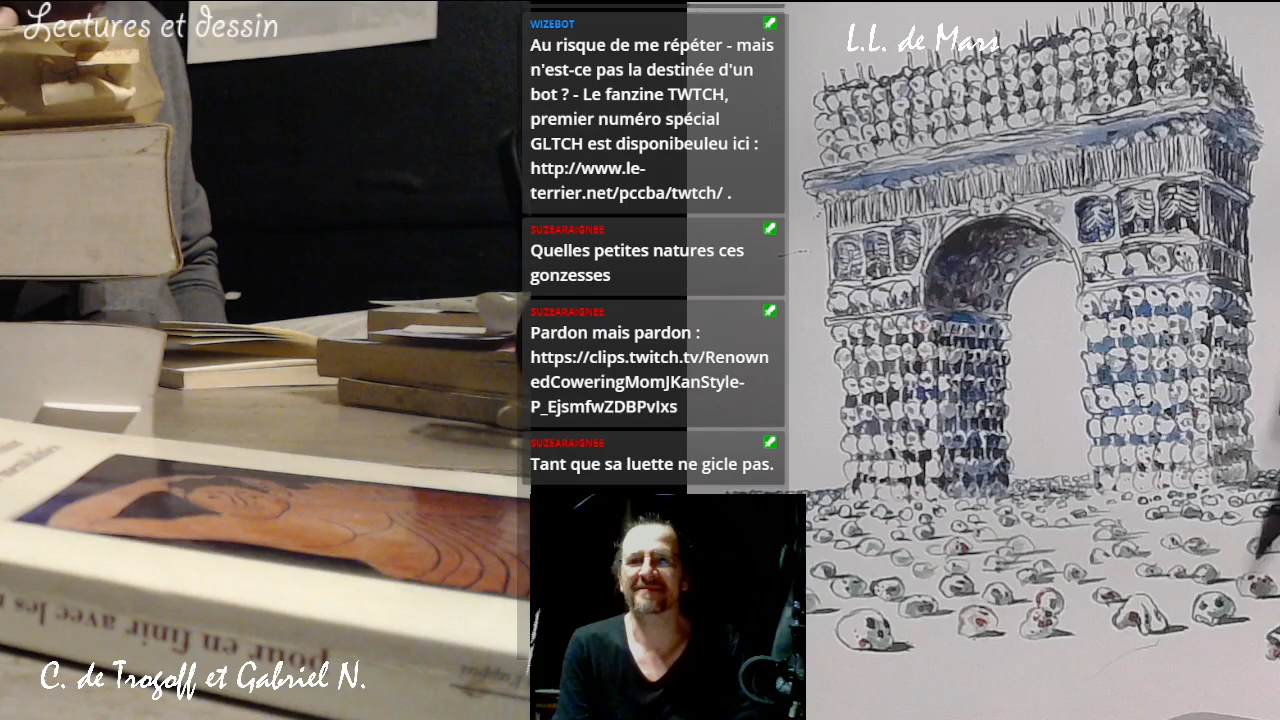 Lectures et dessin
WIZEBOT
Au risque de me répéter - mais
n'est-ce pas la destinée d'un
bot ? - Le fanzine TWTCH,
premier numéro spécial
GLTCH est disponibeuleu ici :
http://www.le-
terrier.net/pccba/twtch/ .
SUZEARAIGNEE
Quelles petites natures ces
gonzesses
SUZEARAIGNEE
Pardon mais pardon :
https://clips.twitch.tv/Renown
edCoweringMomJKanStyle-
P_EjsmfwZDBPvIxs
SUZEARAIGNEE
Tant que sa luette ne gicle pas.
L.L. de Mars
pour en finir avec les
C. de Trogoff et Gabriel N.